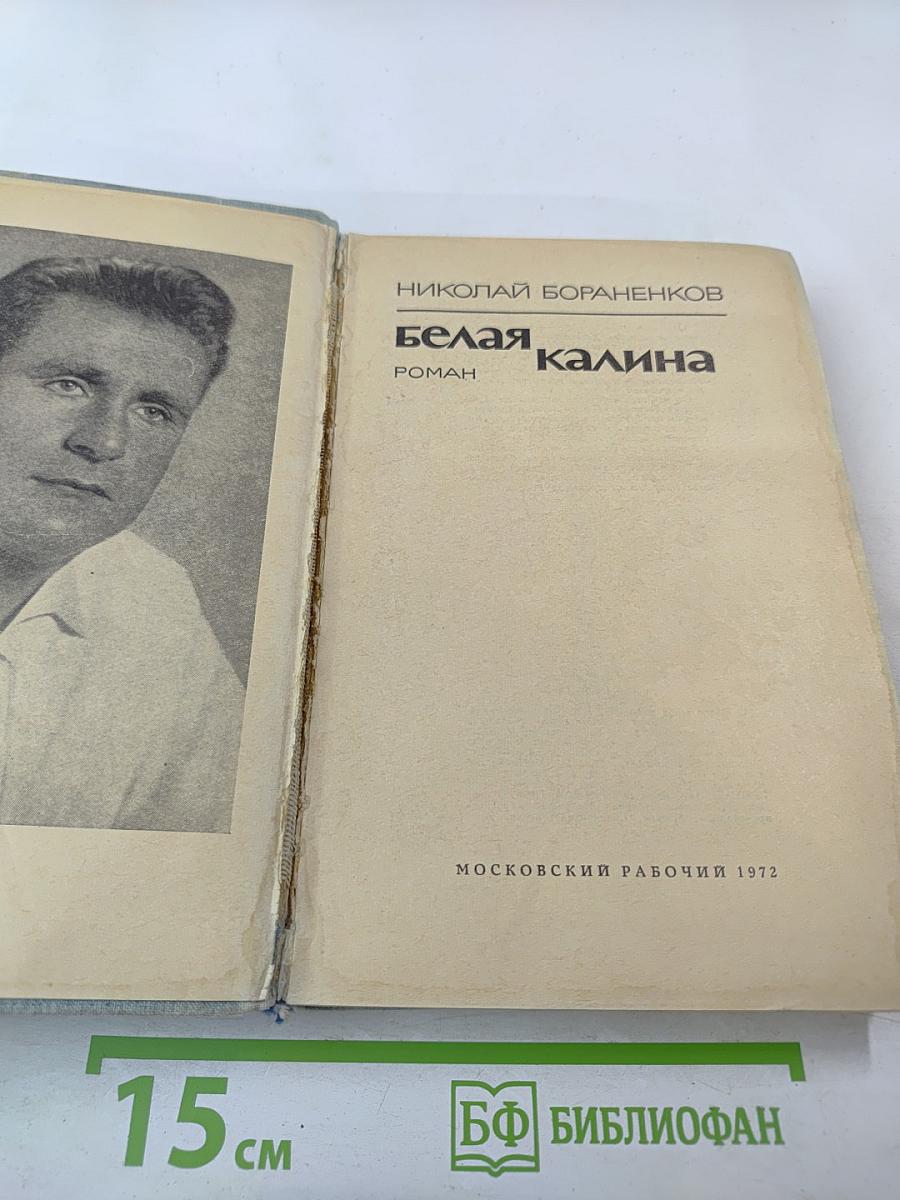 НИКОЛАЙ БОРАНЕНКОВ
БЕЛАЯ
КАЛИНА
РОМАН
МОСКОВСКИЙ РАБОЧИЙ 1972
15 см
БФ БИБЛИОФАН